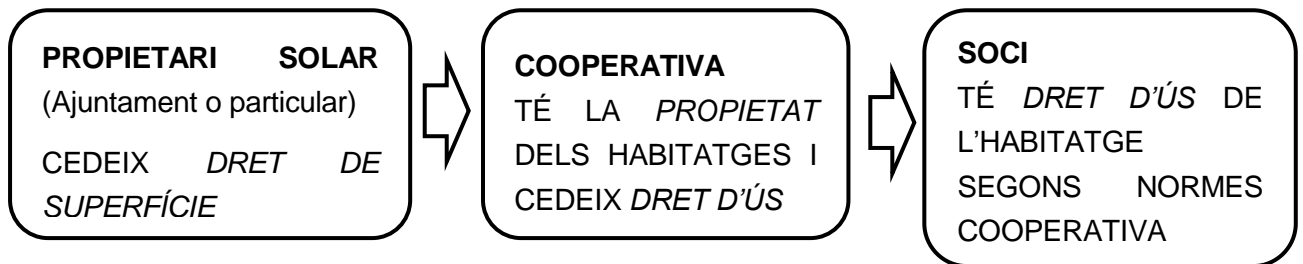 PROPIETARI SOLAR
(Ajuntament o particular)
CEDEIX DRET DE
SUPERFÍCIE
COOPERATIVA
TÉ LA PROPIETAT
DELS HABITATGES I
CEDEIX DRET D'ÚS
SOCI
TÉ DRET D'ÚS DE
L'HABITATGE
SEGONS NORMES
COOPERATIVA